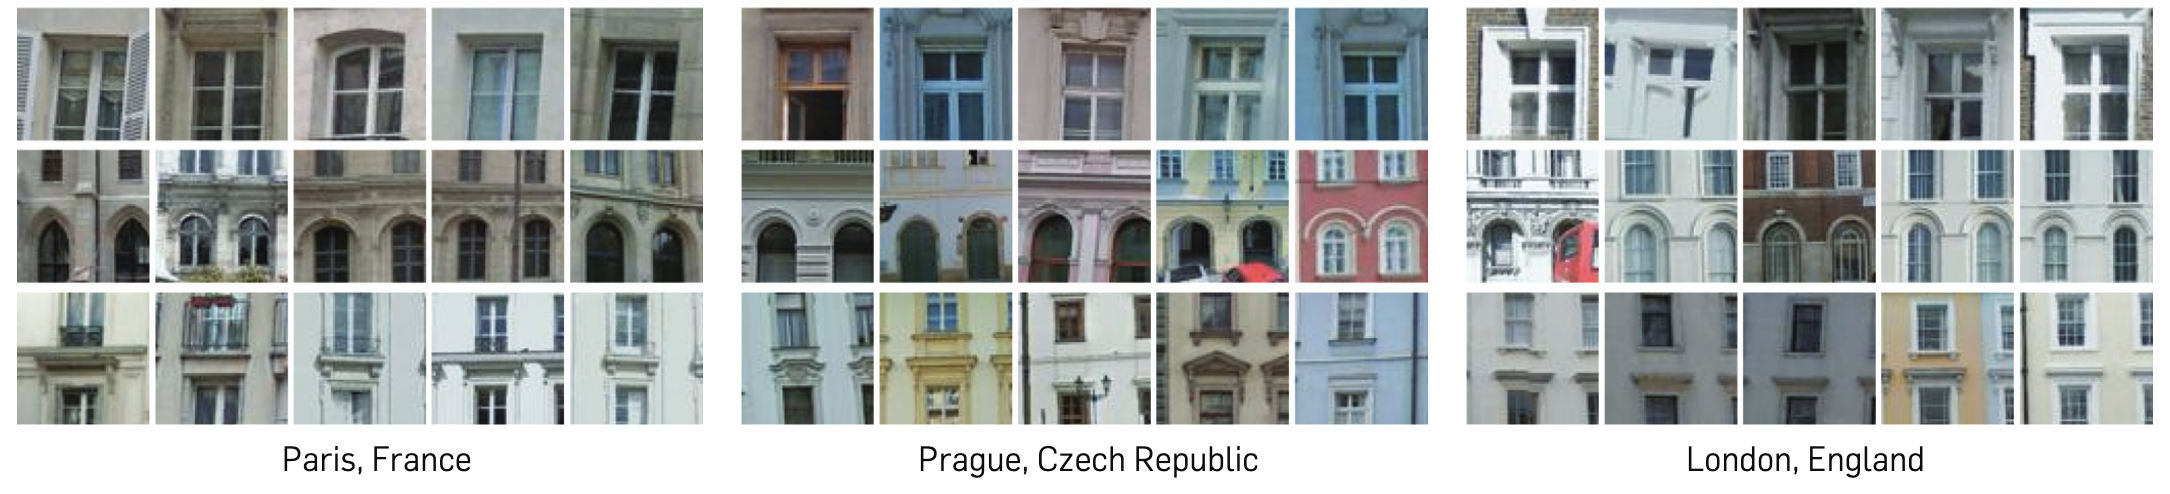 Paris, France
Prague, Czech Republic
London, England